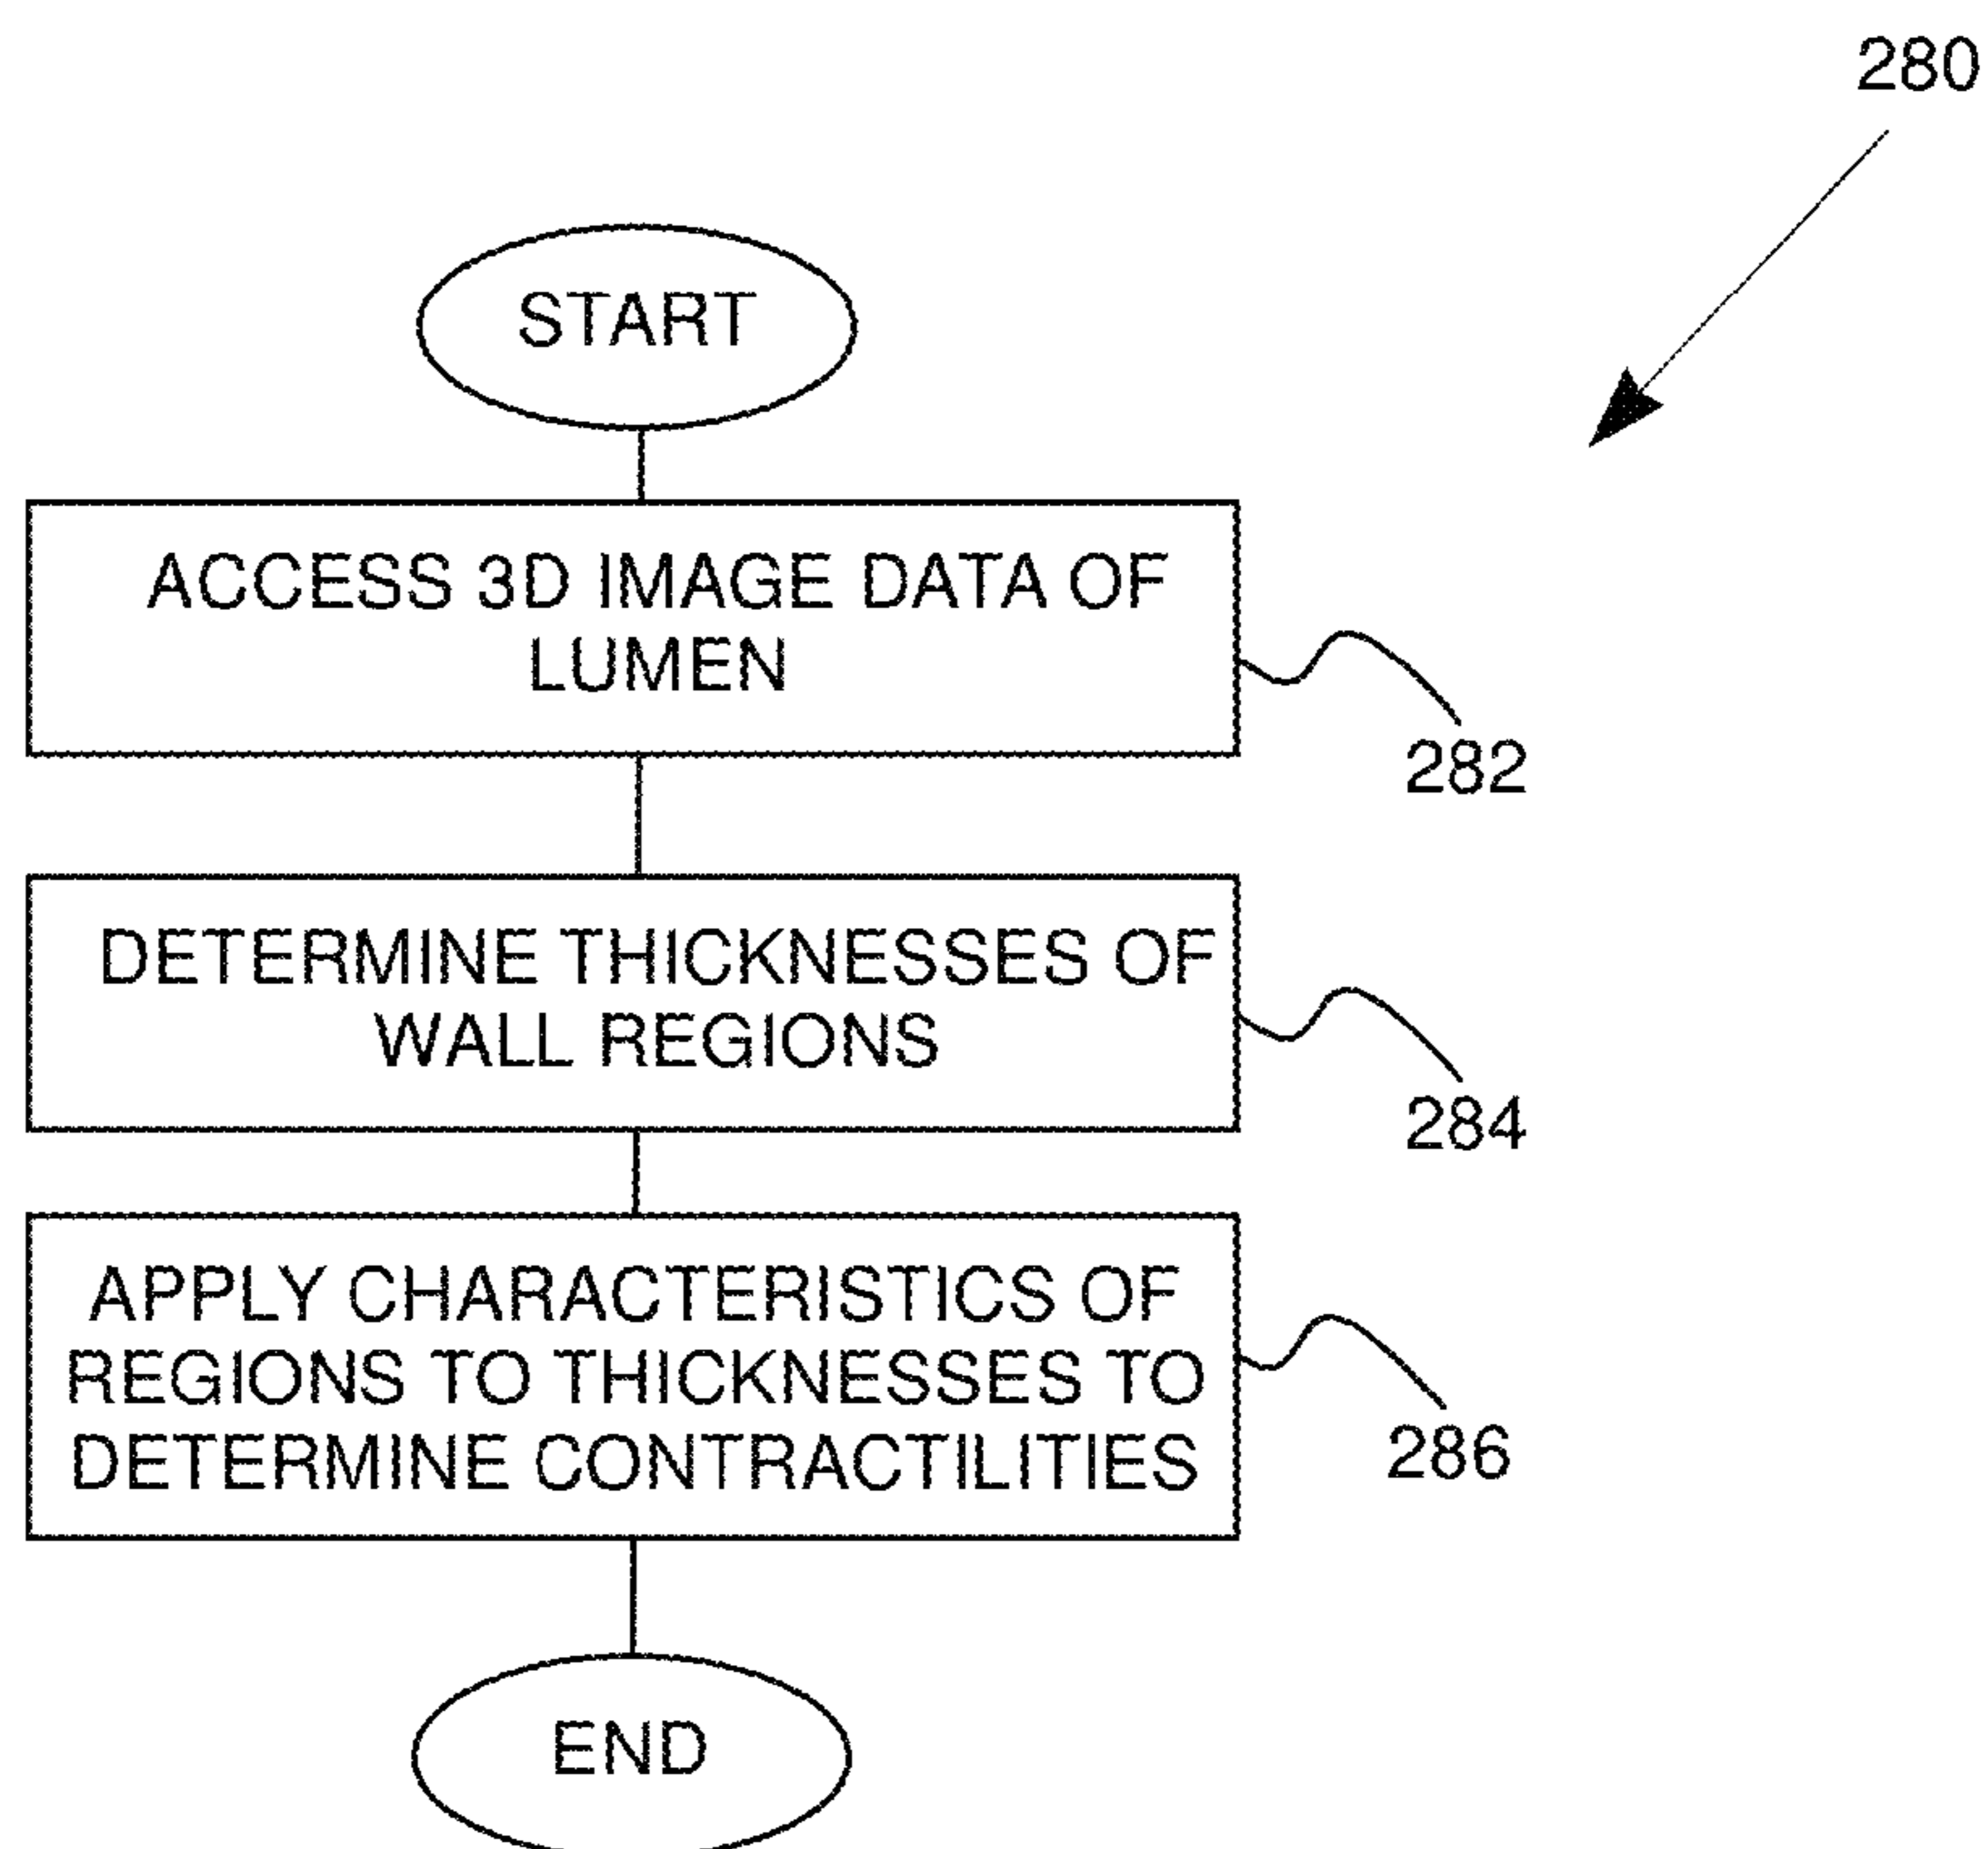 280
START
ACCESS 3D IMAGE DATA OF
LUMEN
282
DETERMINE THICKNESSES OF
WALL REGIONS
284
APPLY CHARACTERISTICS OF
REGIONS TO THICKNESSES TO
DETERMINE CONTRACTILITIES
286
END